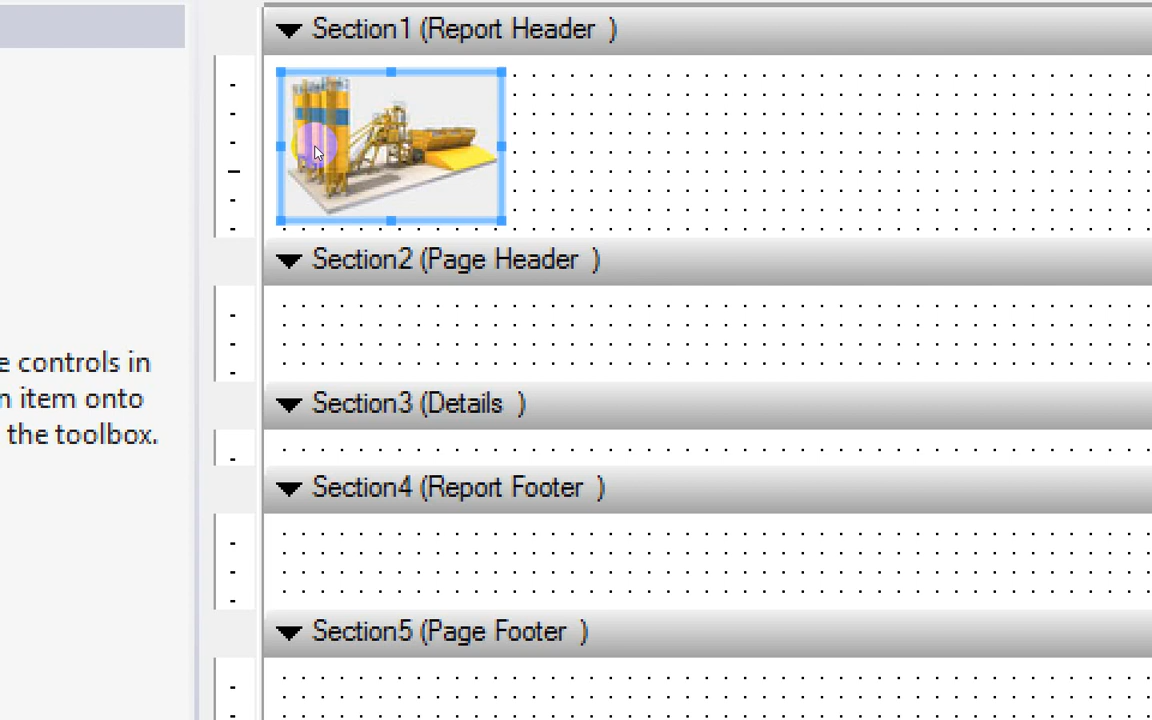 Section1 (Report Header )
Section2 (Page Header )
e controls in
n item onto
the toolbox.
Section3 (Details )
Section4 (Report Footer )
Section5 (Page Footer )